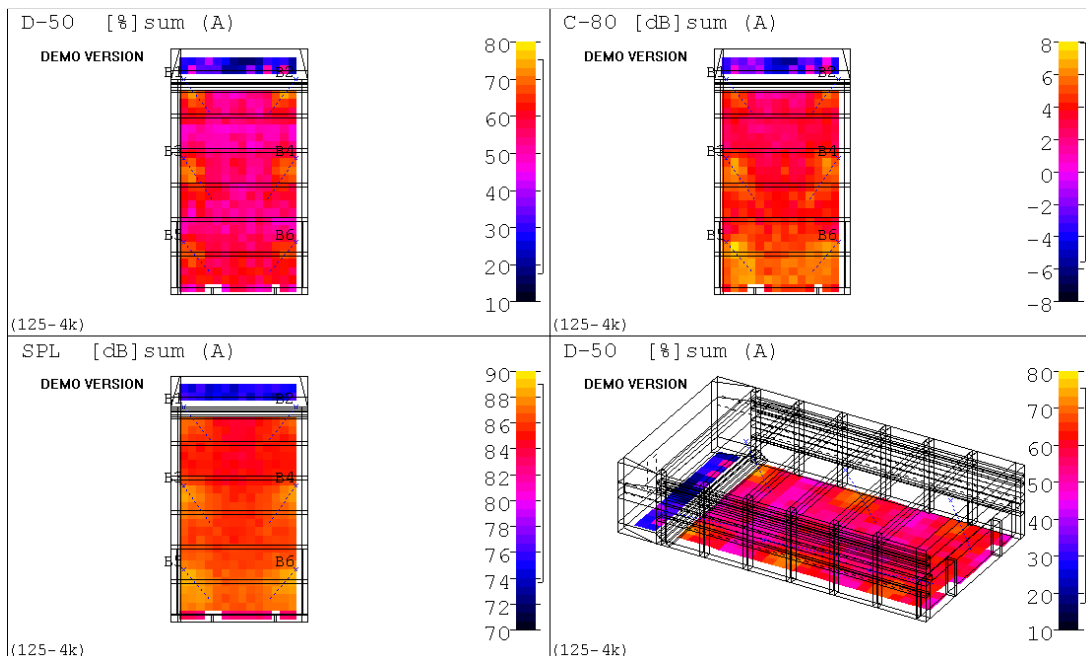 D-50 [%]sum (A)
DEMO VERSION
B1 B2
B3 B4
B5 B6
80
70
60
50
40
30
20
10
(125-4k)
C-80 [dB]sum (A)
DEMO VERSION
B1 B2
B3 B4
B5 B6
8
6
4
2
0
-2
-4
-6
-8
(125-4k)
SPL [dB]sum (A)
DEMO VERSION
B1 B2
B3 B4
B5 B6
90
88
86
84
82
80
78
76
74
72
70
(125-4k)
D-50 [%]sum (A)
DEMO VERSION
80
70
60
50
40
30
20
10
(125-4k)